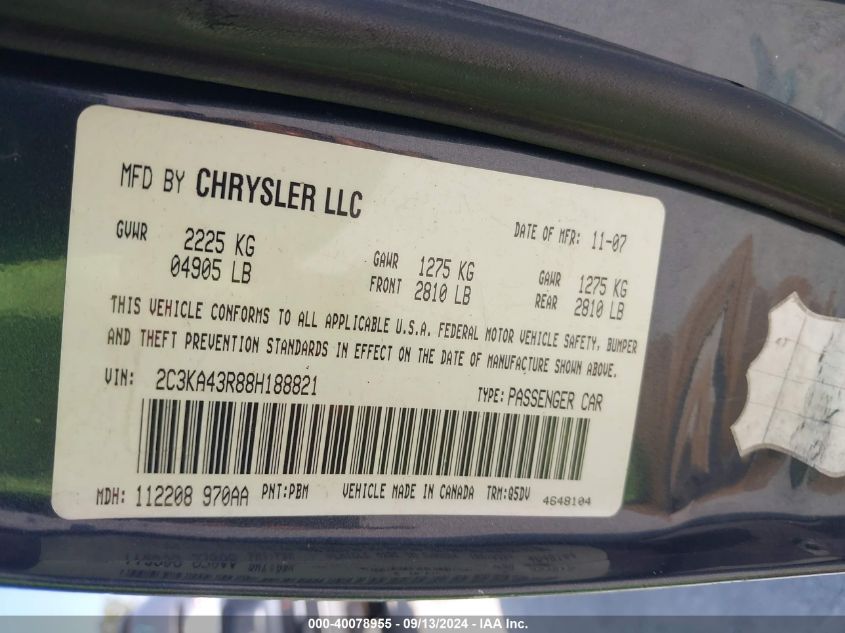 MFD BY CHRYSLER LLC
DATE OF MFR: 11-07
GVWR 2225 KG
04905 LB
GAWR FRONT 1275 KG
2810 LB
GAWR REAR 1275 KG
2810 LB
THIS VEHICLE CONFORMS TO ALL APPLICABLE U.S.A. FEDERAL MOTOR VEHICLE SAFETY, BUMPER
AND THEFT PREVENTION STANDARDS IN EFFECT ON THE DATE OF MANUFACTURE SHOWN ABOVE.
VIN: 2C3KA43R88H188821
TYPE: PASSENGER CAR
MDH: 112208 970AA PNT:PBM VEHICLE MADE IN CANADA TRM:Q5DV 4648104
000-40078955 - 09/13/2024 - IAA Inc.